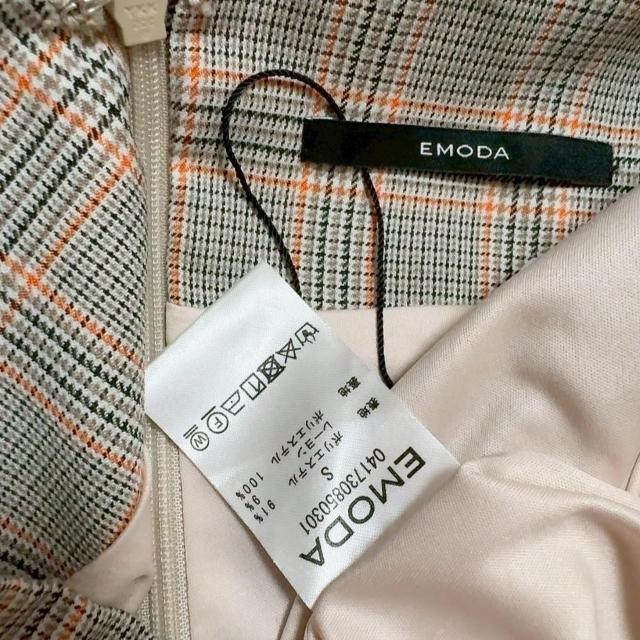 YKK
EMODA
EMODA
041730850301
S
表地 ポリエステル 91%
レーヨン 9%
裏地 ポリエステル 100%
F
W